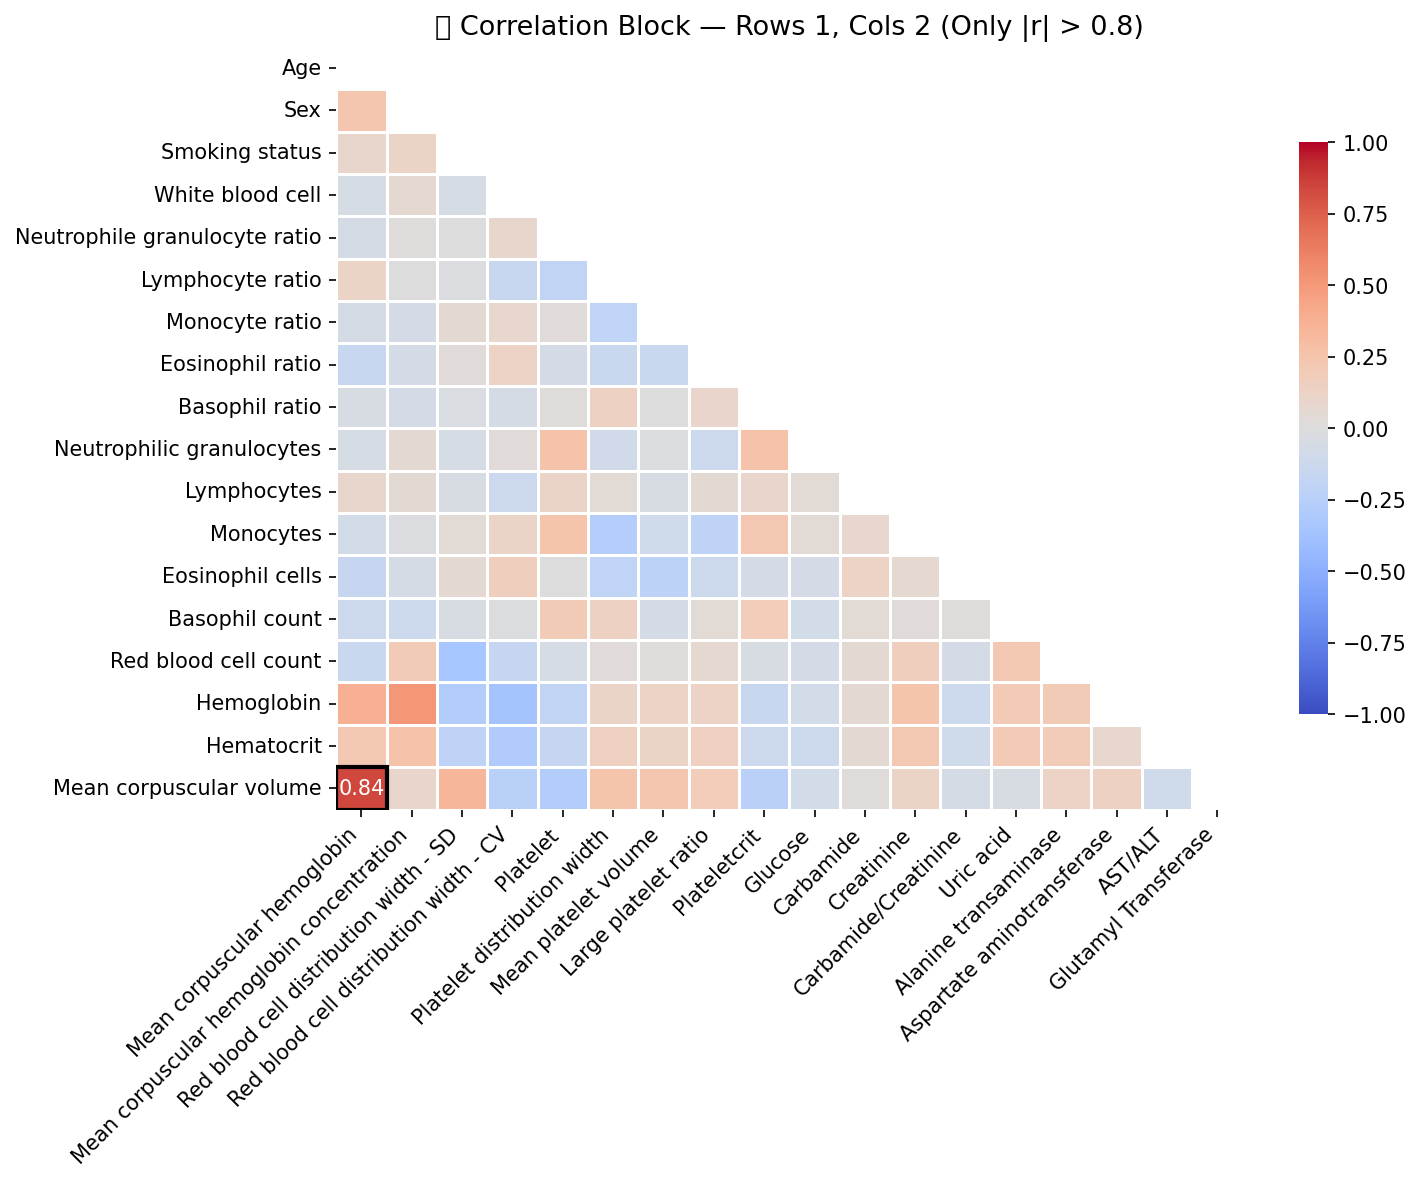 ▯ Correlation Block — Rows 1, Cols 2 (Only |r| > 0.8)
Age
Sex
Smoking status
White blood cell
Neutrophile granulocyte ratio
Lymphocyte ratio
Monocyte ratio
Eosinophil ratio
Basophil ratio
Neutrophilic granulocytes
Lymphocytes
Monocytes
Eosinophil cells
Basophil count
Red blood cell count
Hemoglobin
Hematocrit
Mean corpuscular volume
0.84
Mean corpuscular hemoglobin
Mean corpuscular hemoglobin concentration
Red blood cell distribution width - SD
Red blood cell distribution width - CV
Platelet
Platelet distribution width
Mean platelet volume
Large platelet ratio
Plateletcrit
Glucose
Carbamide
Creatinine
Carbamide/Creatinine
Uric acid
Alanine transaminase
Aspartate aminotransferase
AST/ALT
Glutamyl Transferase
1.00
0.75
0.50
0.25
0.00
−0.25
−0.50
−0.75
−1.00